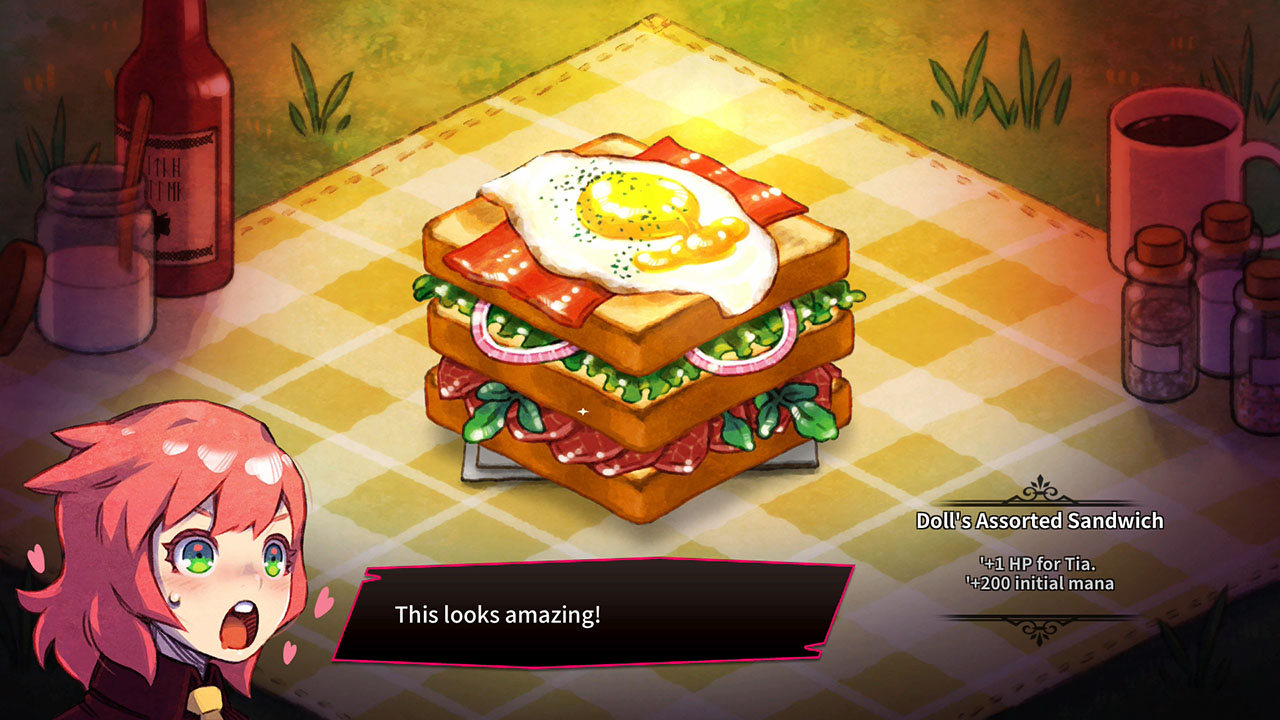 Doll's Assorted Sandwich
'+1 HP for Tia.
'+200 initial mana
This looks amazing!